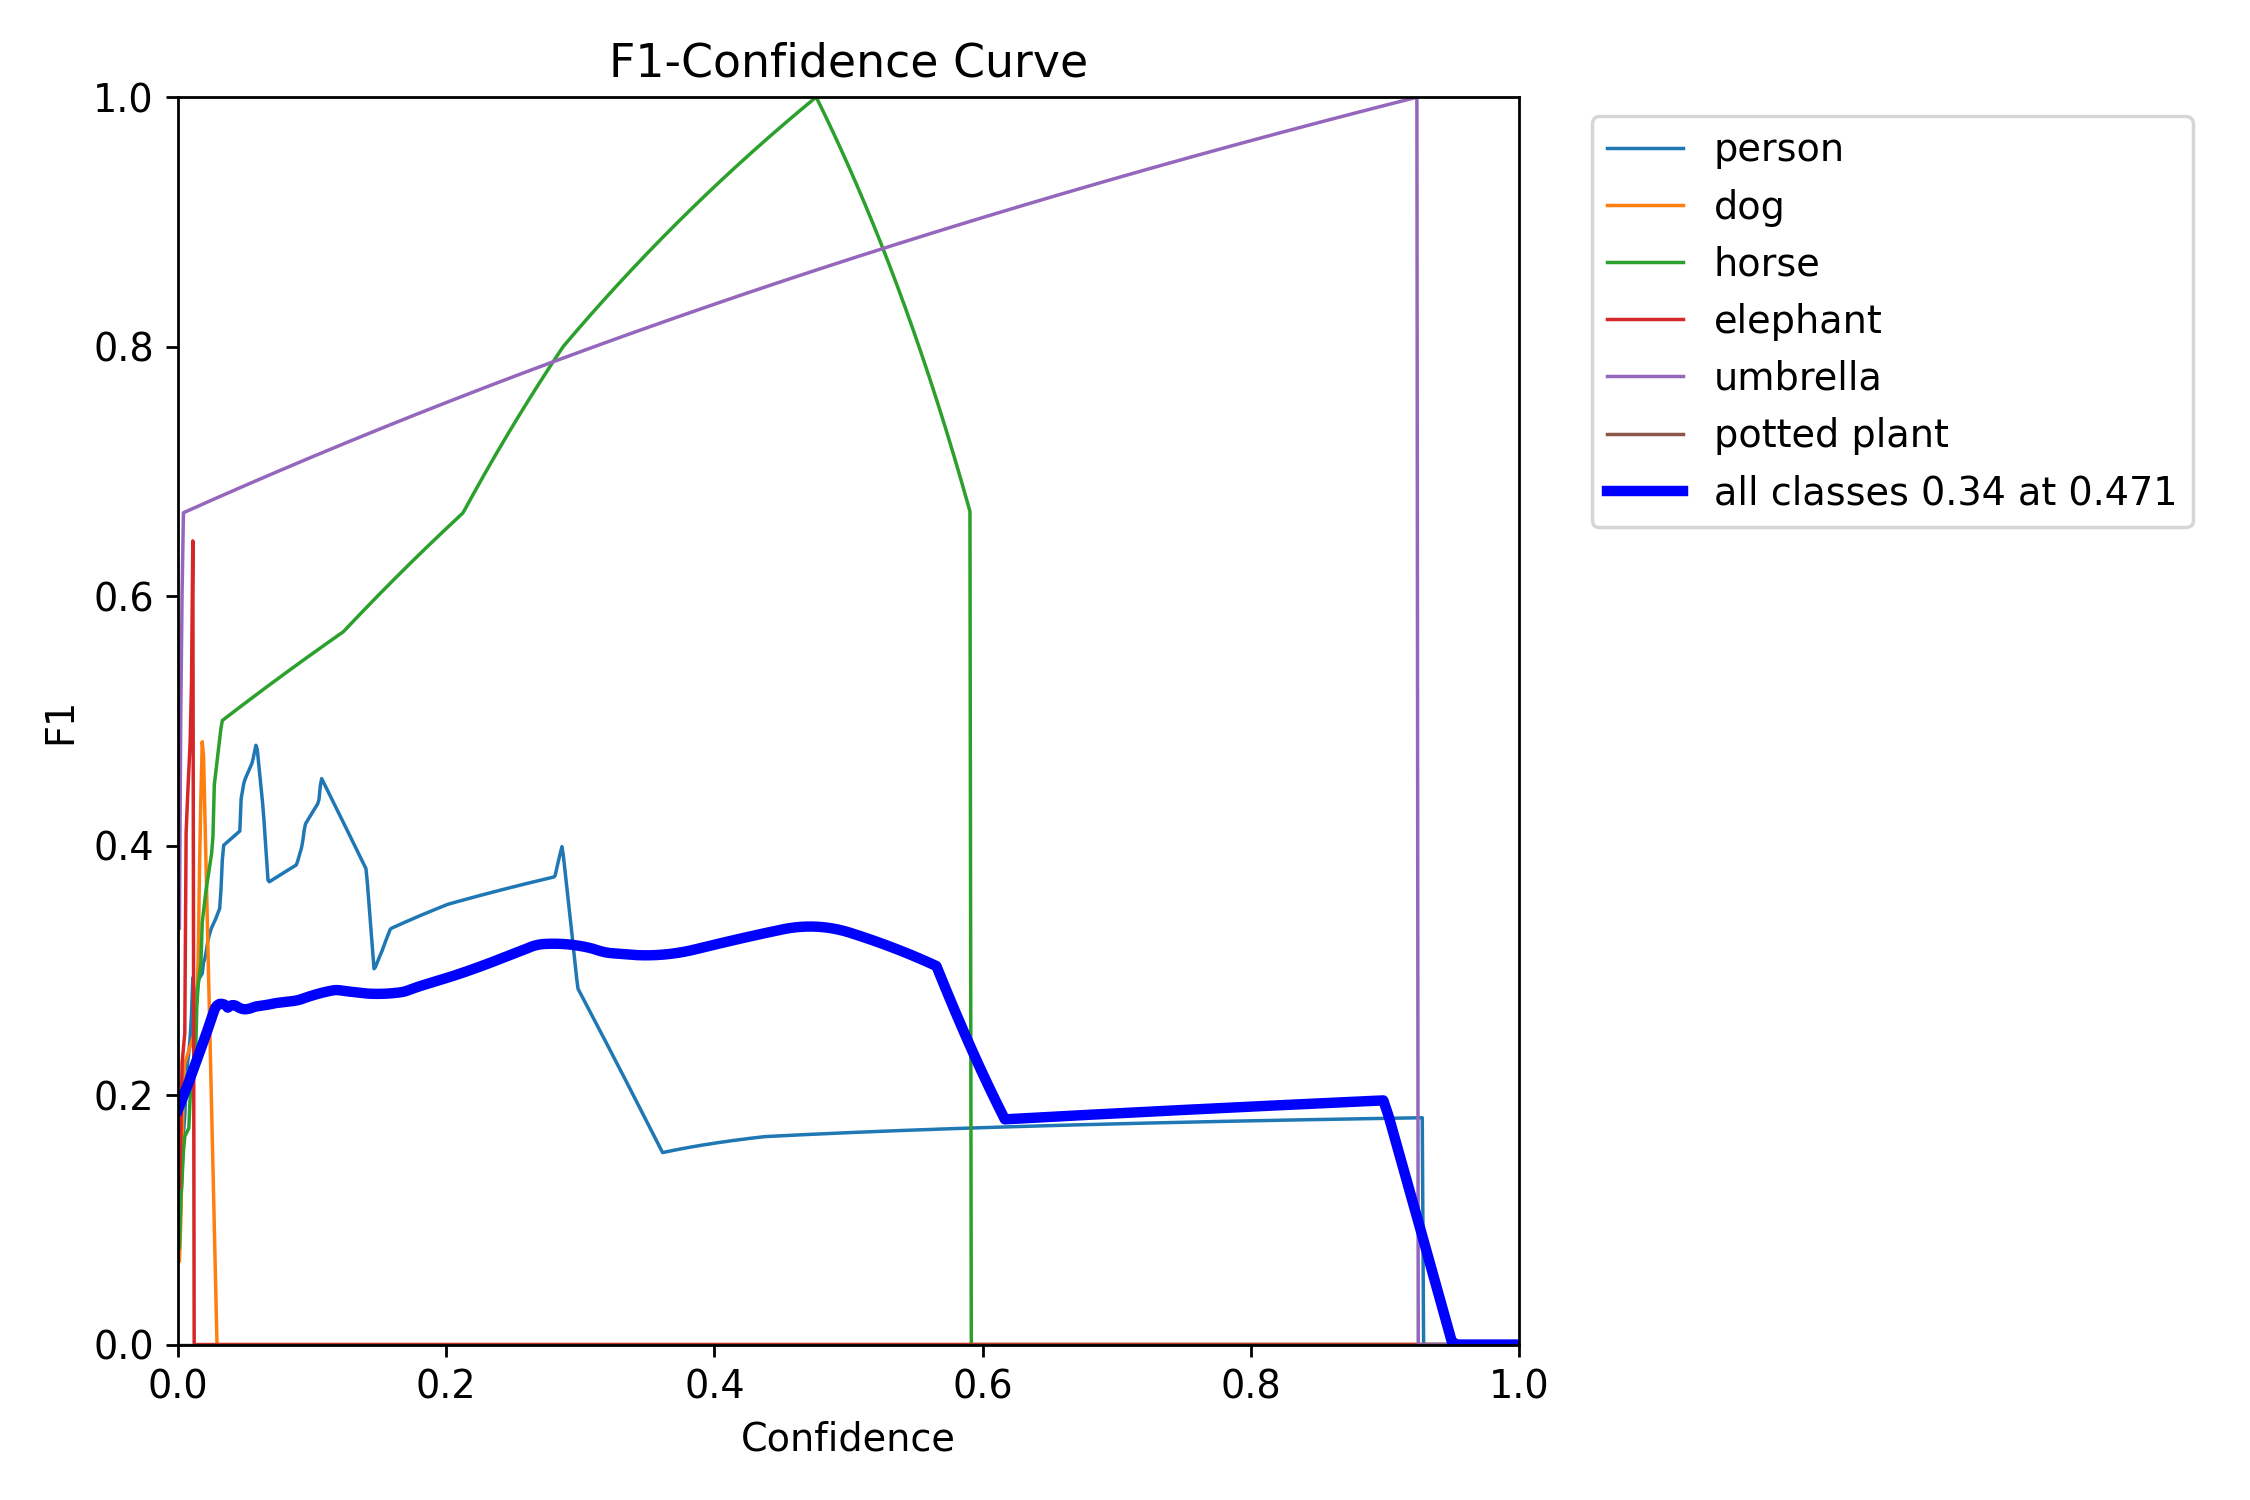 F1-Confidence Curve
1.0
0.8
0.6
0.4
0.2
0.0
F1
0.0 0.2 0.4 0.6 0.8 1.0
Confidence
person
dog
horse
elephant
umbrella
potted plant
all classes 0.34 at 0.471